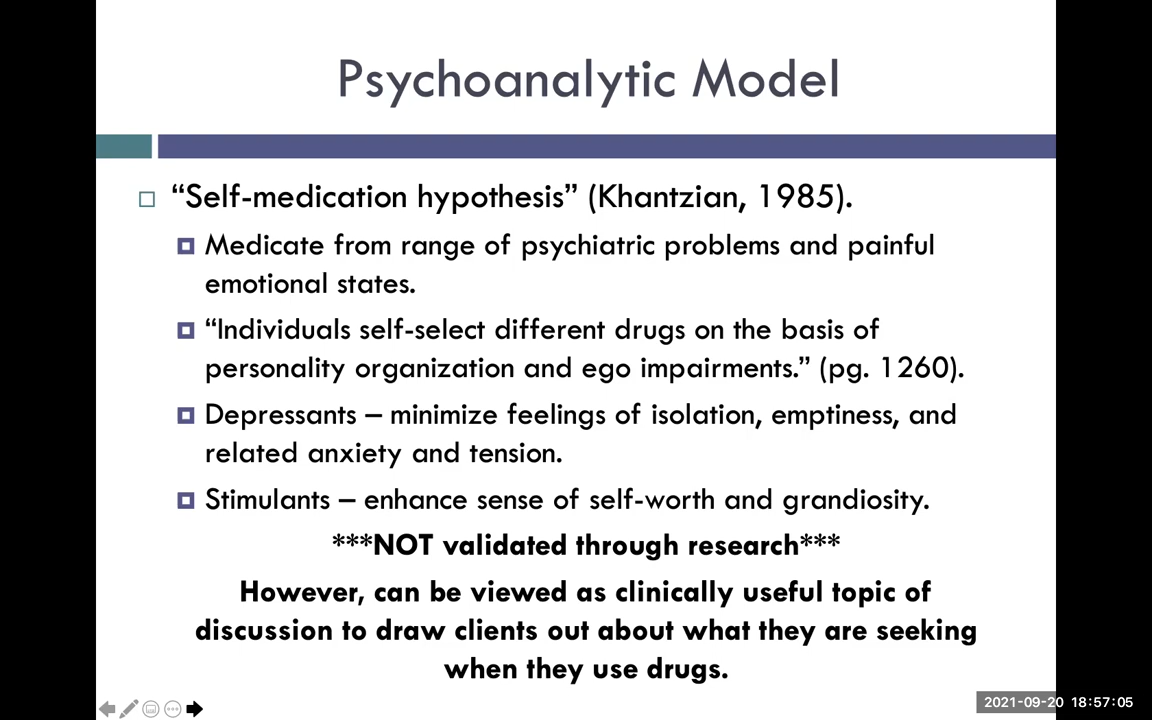 Psychoanalytic Model
“Self-medication hypothesis” (Khantzian, 1985).
Medicate from range of psychiatric problems and painful
emotional states.
“Individuals self-select different drugs on the basis of
personality organization and ego impairments.” (pg. 1260).
Depressants – minimize feelings of isolation, emptiness, and
related anxiety and tension.
Stimulants – enhance sense of self-worth and grandiosity.
***NOT validated through research***
However, can be viewed as clinically useful topic of
discussion to draw clients out about what they are seeking
when they use drugs.
2021-09-20 18:57:05